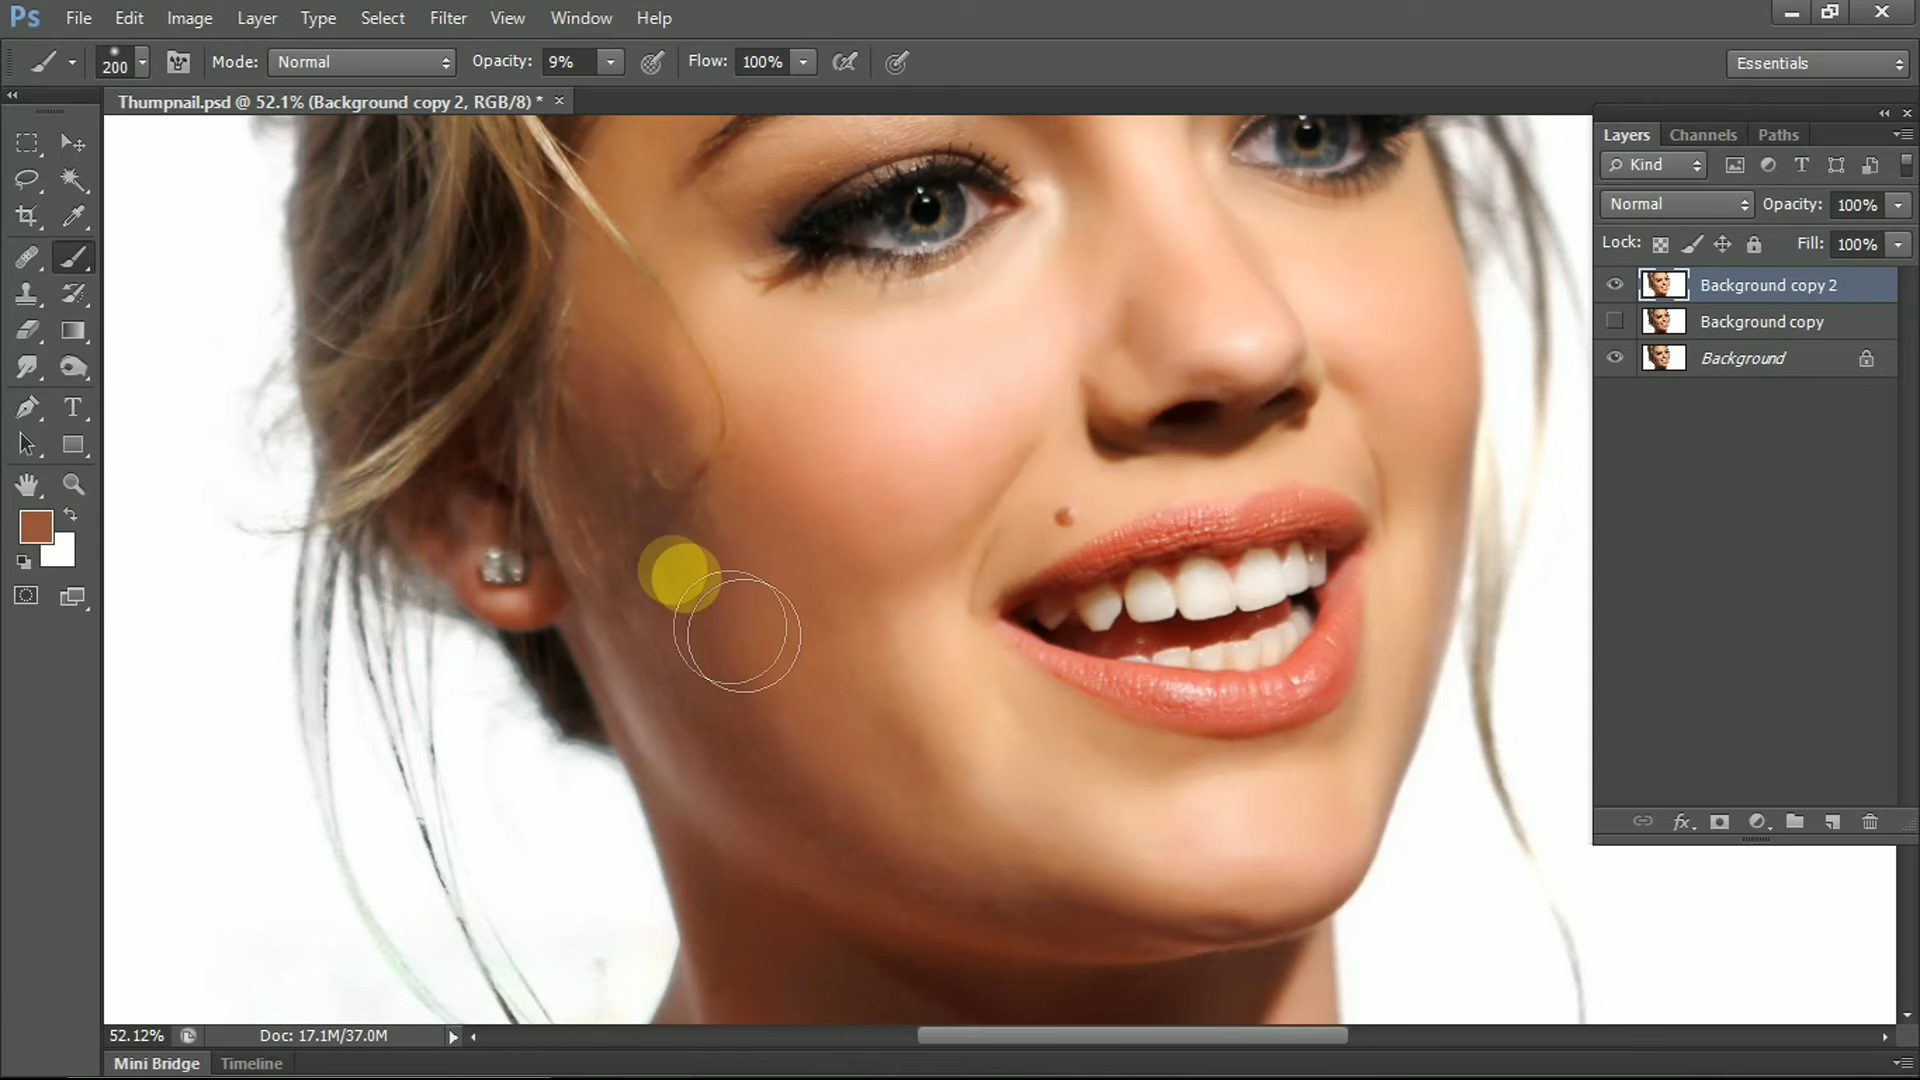 Ps File Edit Image Layer Type Select Filter View Window Help
200 Mode: Normal Opacity: 9% Flow: 100% Essentials
Thumpnail.psd @ 52.1% (Background copy 2, RGB/8) * ×
Layers Channels Paths
Kind
Normal Opacity: 100%
Lock: Fill: 100%
Background copy 2
Background copy
Background
fx
52.12% Doc: 17.1M/37.0M
Mini Bridge Timeline